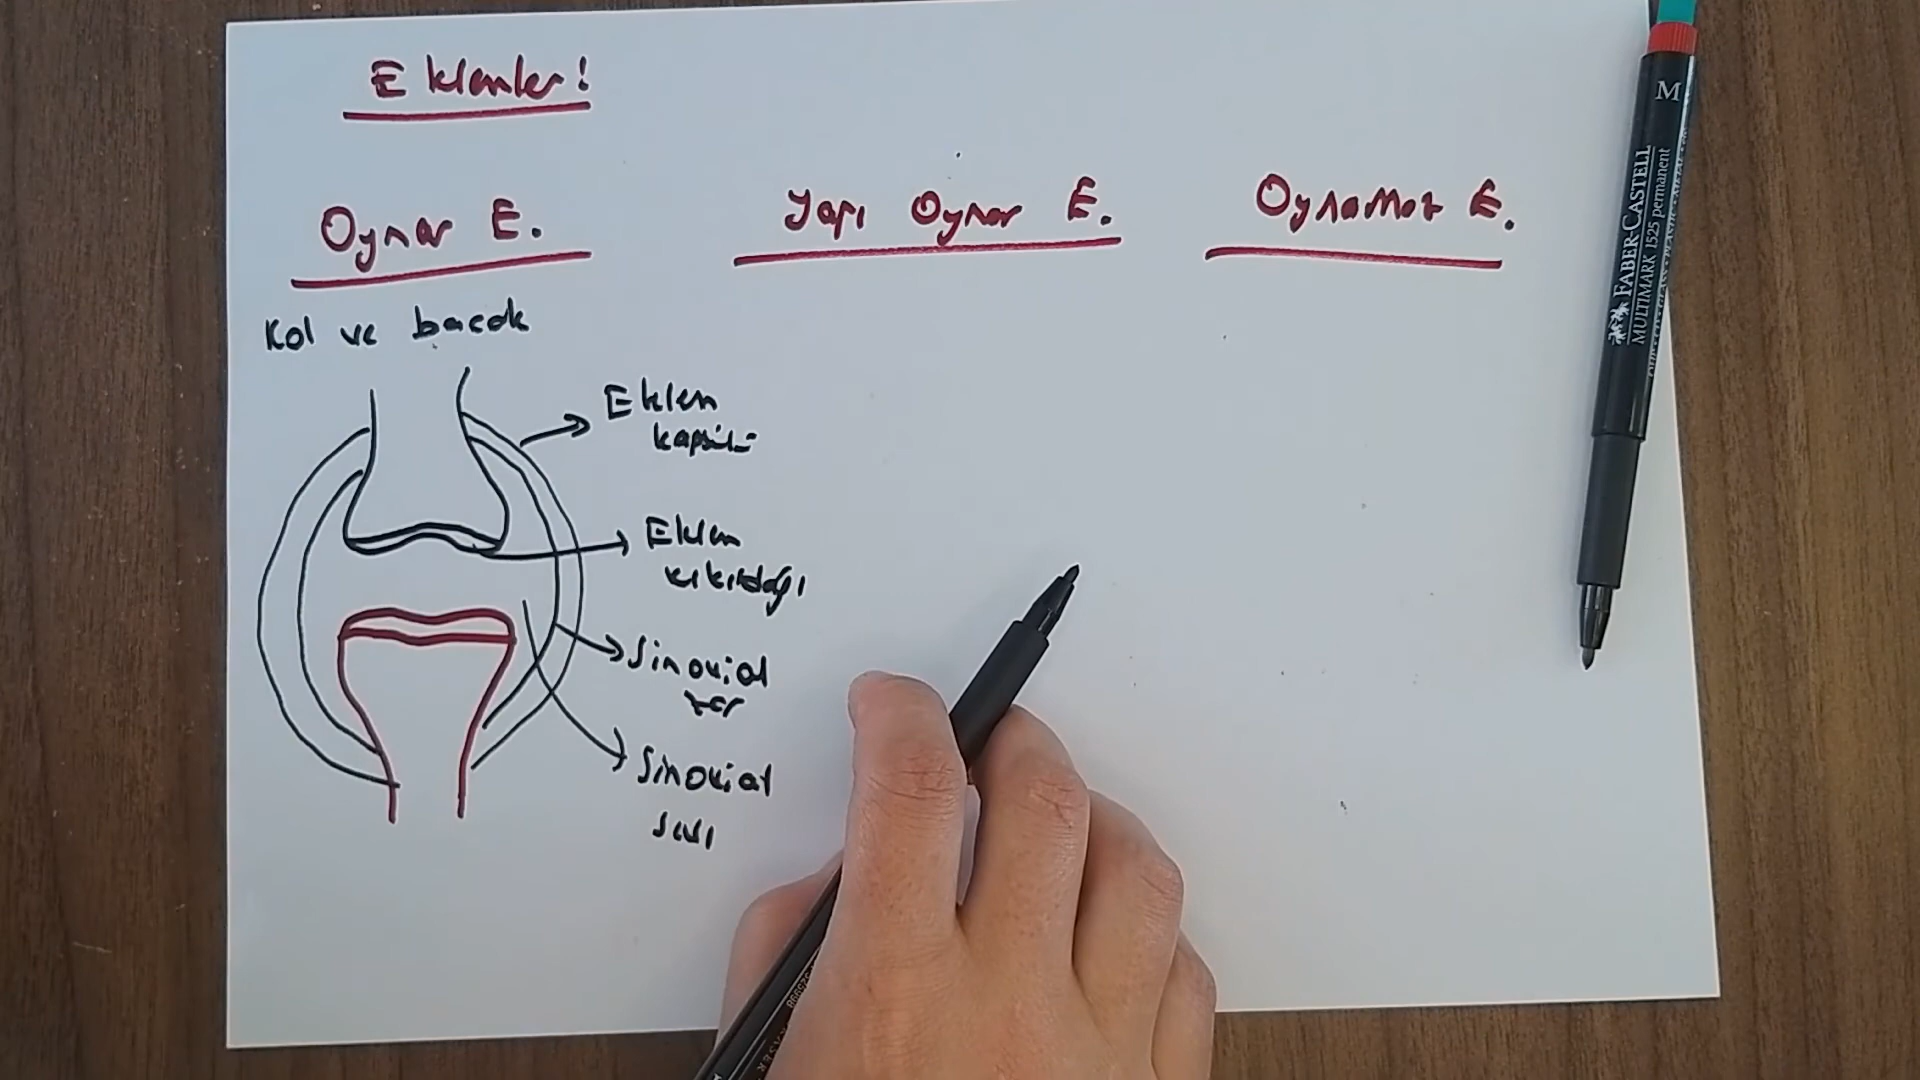 Eklemler!
Oynar E.
Yarı Oynar E.
Oynamaz E.
Kol ve bacak
Eklem
kapsülü
Eklem
kıkırdağı
Sinovial
zar
Sinovial
sıvı
M
FABER-CASTELL
MULTIMARK 1525 permanent